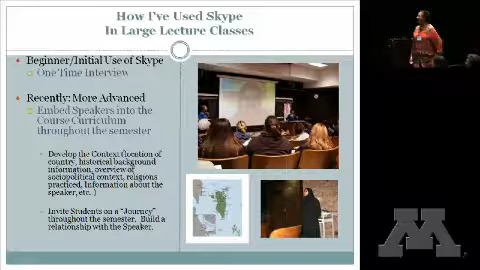 How I've Used Skype
In Large Lecture Classes
Beginner/Initial Use of Skype
One Time Interview
Recently: More Advanced
Embed Speakers into the
Course Curriculum
throughout the semester
Develop the Context (location of
country, historical background
information, overview of
sociopolitical context, religions
practiced, Information about the
speaker, etc. )
Invite Students on a "Journey"
throughout the semester. Build a
relationship with the Speaker.
M